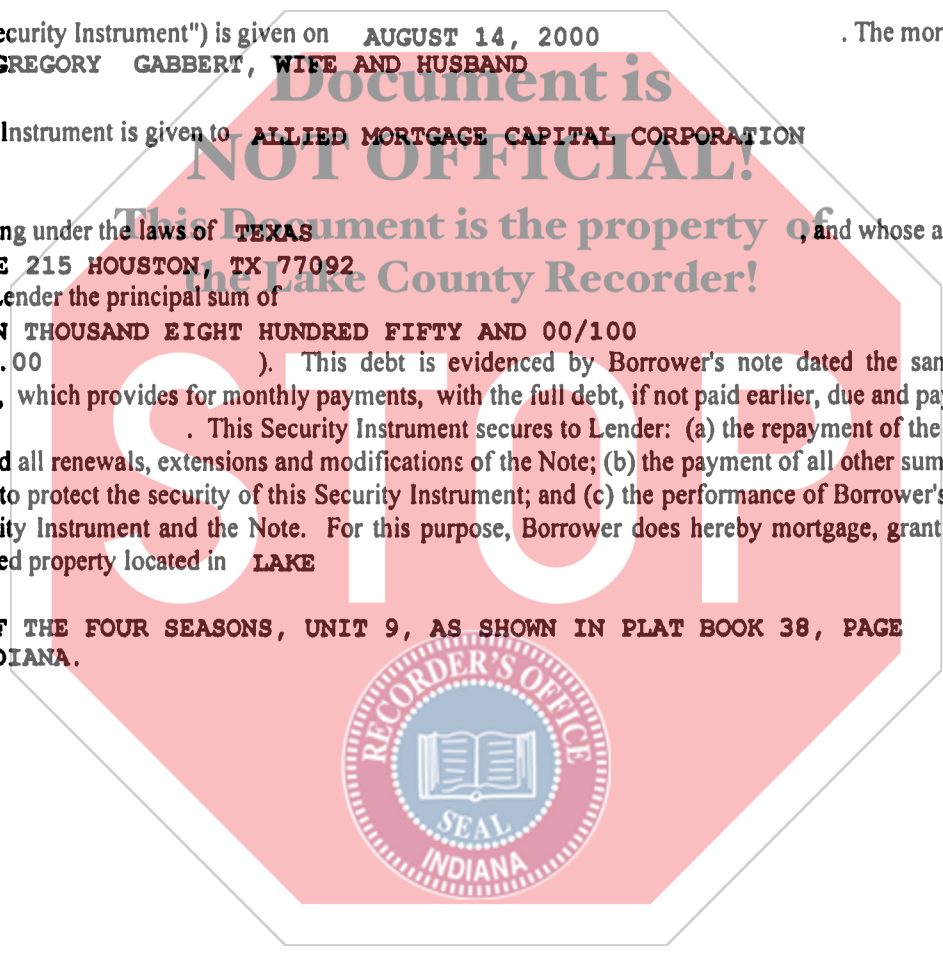 ecurity Instrument") is given on AUGUST 14, 2000 . The mor
GREGORY GABBERT, WIFE AND HUSBAND
Document is
Instrument is given to ALLIED MORTGAGE CAPITAL CORPORATION
NOT OFFICIAL!
ng under the laws of TEXAS , and whose a
This Document is the property of
E 215 HOUSTON, TX 77092
the Lake County Recorder!
ender the principal sum of
N THOUSAND EIGHT HUNDRED FIFTY AND 00/100
.00 ). This debt is evidenced by Borrower's note dated the sam
, which provides for monthly payments, with the full debt, if not paid earlier, due and pay
. This Security Instrument secures to Lender: (a) the repayment of the
d all renewals, extensions and modifications of the Note; (b) the payment of all other sum
to protect the security of this Security Instrument; and (c) the performance of Borrower's
ity Instrument and the Note. For this purpose, Borrower does hereby mortgage, grant
ed property located in LAKE
STOP
F THE FOUR SEASONS, UNIT 9, AS SHOWN IN PLAT BOOK 38, PAGE
DIANA.
RECORDER'S OFFICE
SEAL
INDIANA